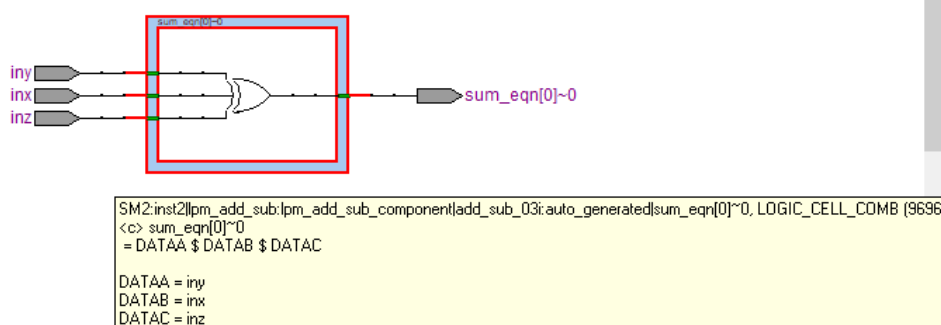 sum_eqn[0]~0
iny
inx
inz
sum_eqn[0]~0
SM2:inst2|lpm_add_sub:lpm_add_sub_component|add_sub_03i:auto_generated|sum_eqn[0]~0, LOGIC_CELL_COMB (9696
<c> sum_eqn[0]~0
= DATAA $ DATAB $ DATAC
DATAA = iny
DATAB = inx
DATAC = inz